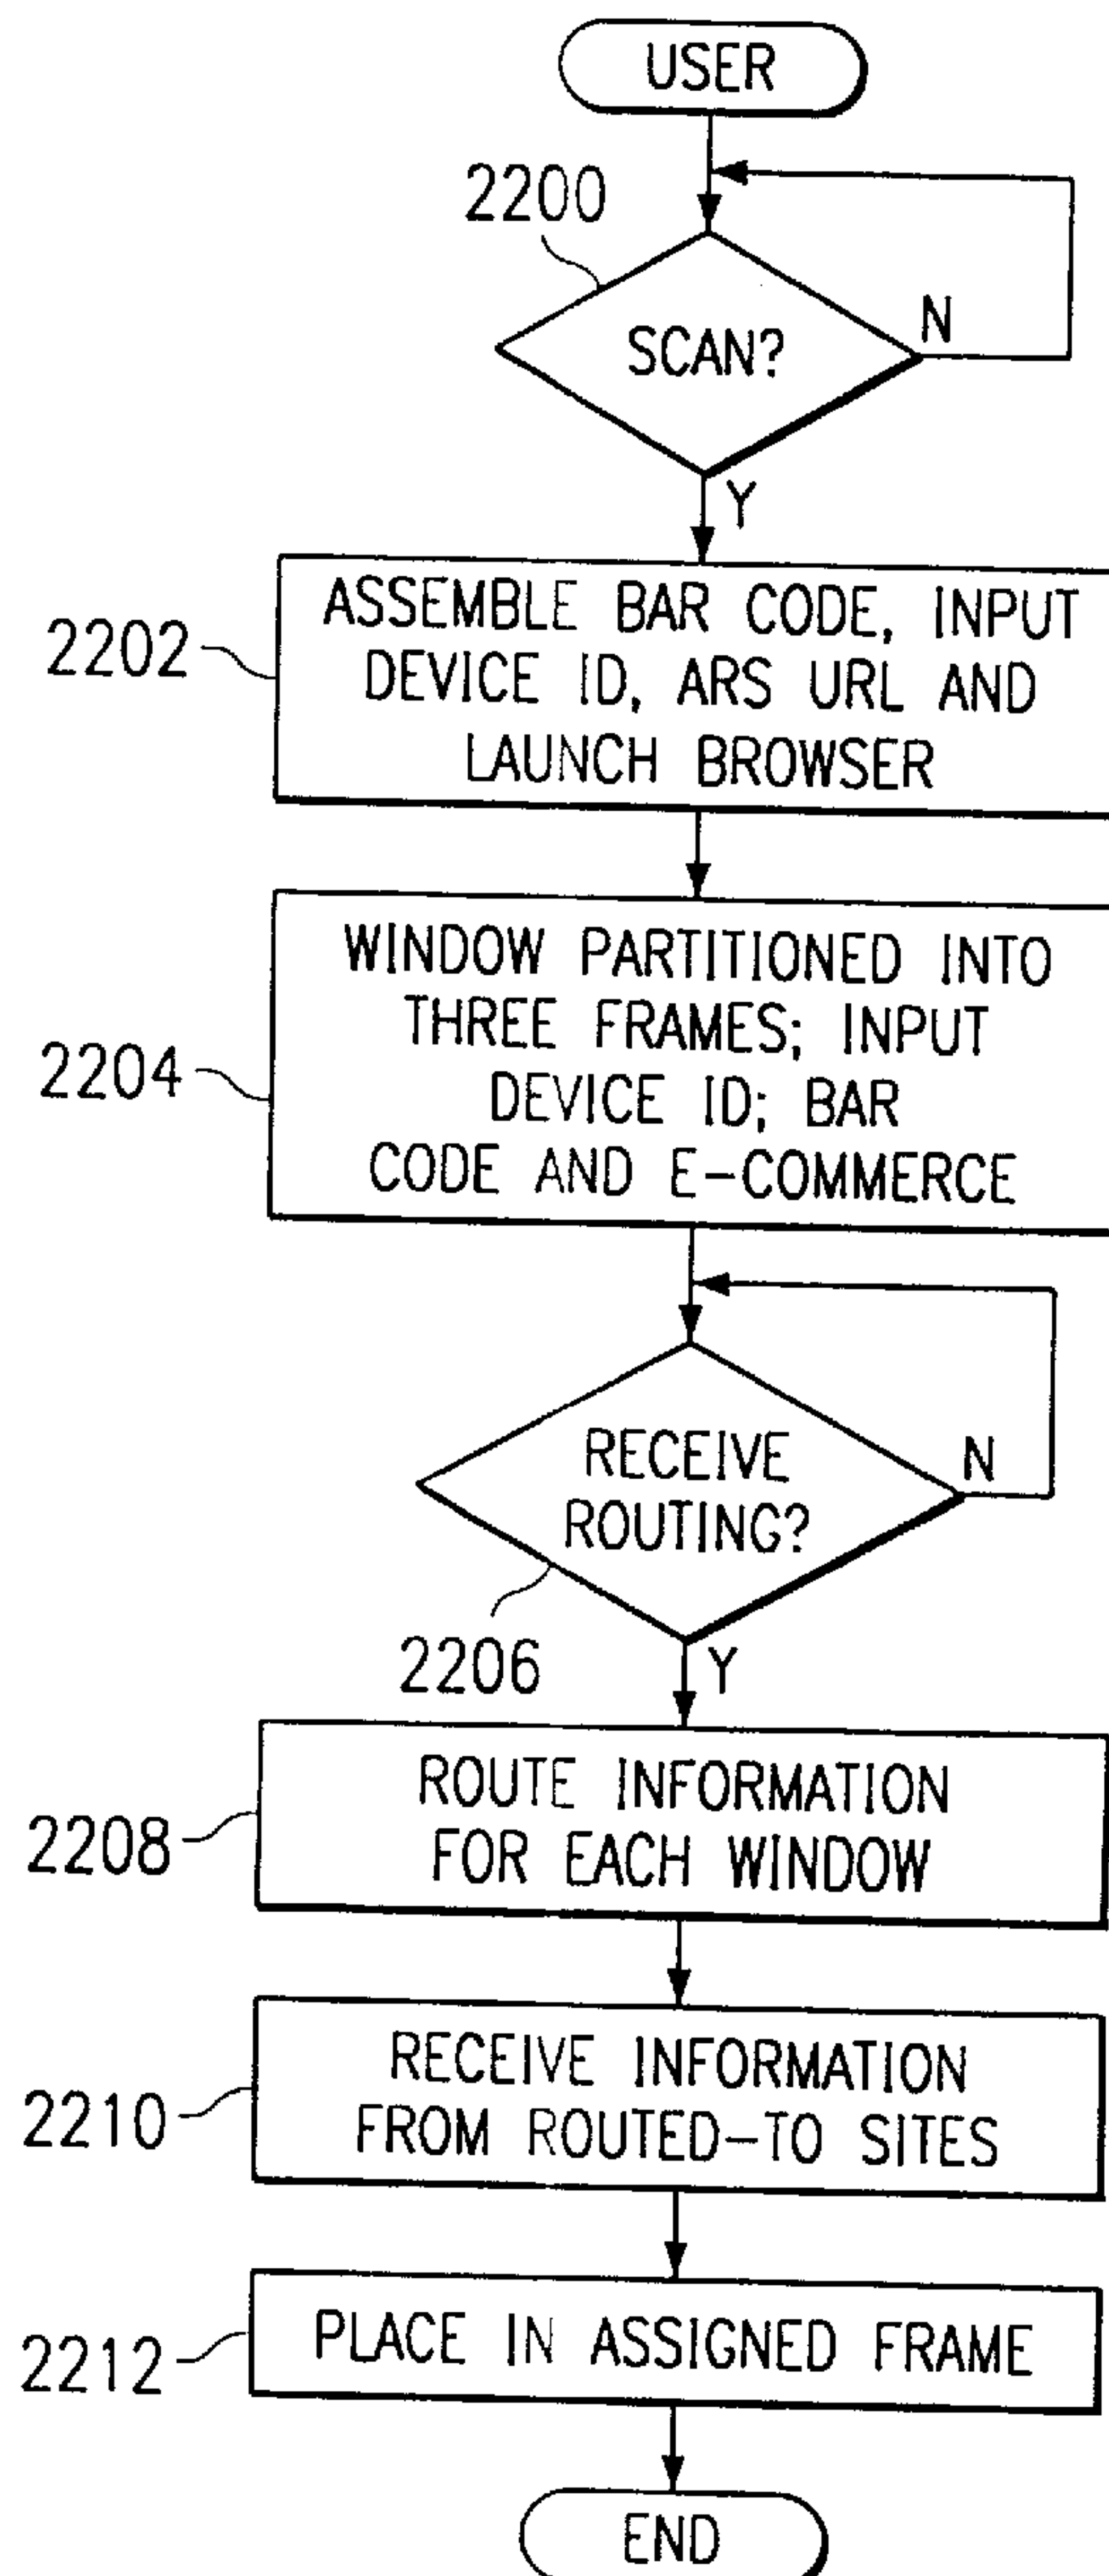 USER
2200
SCAN?
N
Y
2202
ASSEMBLE BAR CODE, INPUT
DEVICE ID, ARS URL AND
LAUNCH BROWSER
2204
WINDOW PARTITIONED INTO
THREE FRAMES; INPUT
DEVICE ID; BAR
CODE AND E-COMMERCE
RECEIVE
ROUTING?
N
2206
Y
2208
ROUTE INFORMATION
FOR EACH WINDOW
2210
RECEIVE INFORMATION
FROM ROUTED-TO SITES
2212
PLACE IN ASSIGNED FRAME
END